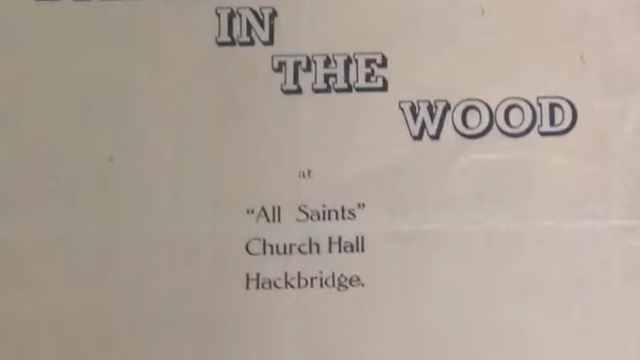 IN
THE
WOOD
at
“All Saints”
Church Hall
Hackbridge.